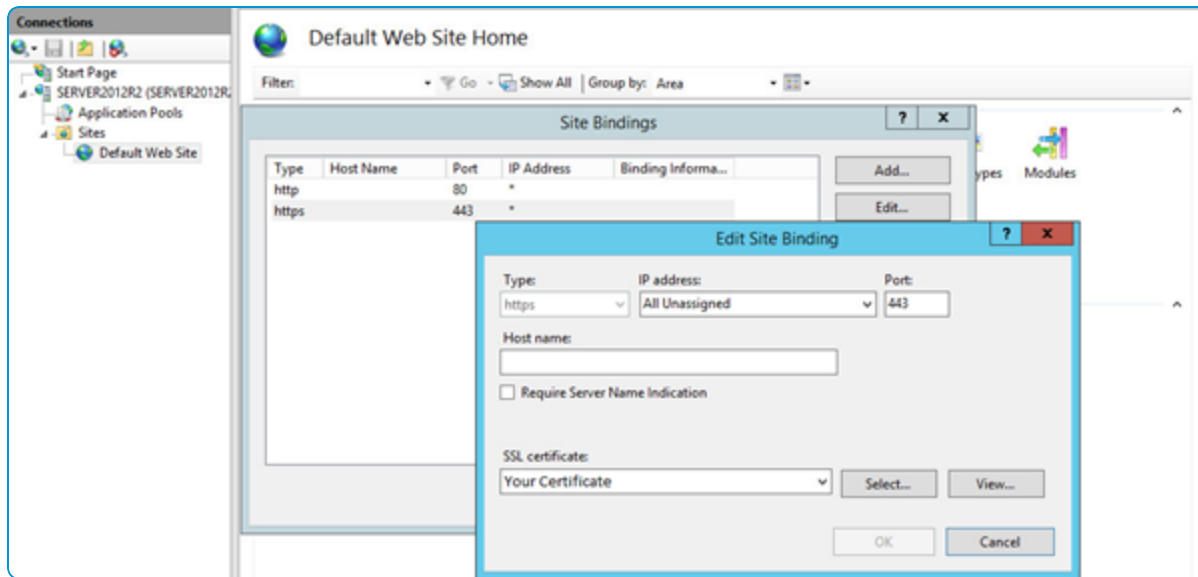 Connections
Start Page
SERVER2012R2 (SERVER2012R
Application Pools
Sites
Default Web Site
Default Web Site Home
Filter: Go Show All Group by: Area
Site Bindings ? x
Type Host Name Port IP Address Binding Informa...
http 80 *
https 443 *
Add...
Edit...
ypes Modules
Edit Site Binding ? x
Type: IP address: Port:
https All Unassigned 443
Host name:
Require Server Name Indication
SSL certificate:
Your Certificate Select... View...
OK Cancel